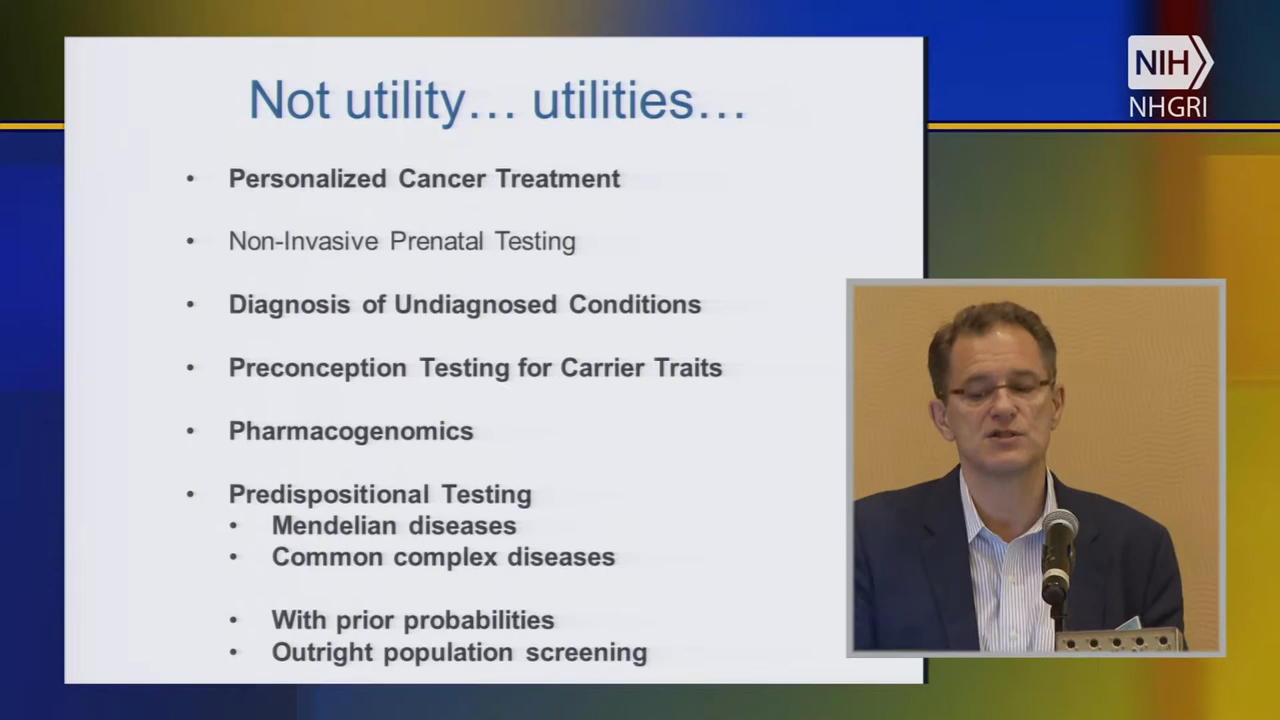 Not utility… utilities…
• Personalized Cancer Treatment
• Non-Invasive Prenatal Testing
• Diagnosis of Undiagnosed Conditions
• Preconception Testing for Carrier Traits
• Pharmacogenomics
• Predispositional Testing
• Mendelian diseases
• Common complex diseases
• With prior probabilities
• Outright population screening
NIH
NHGRI